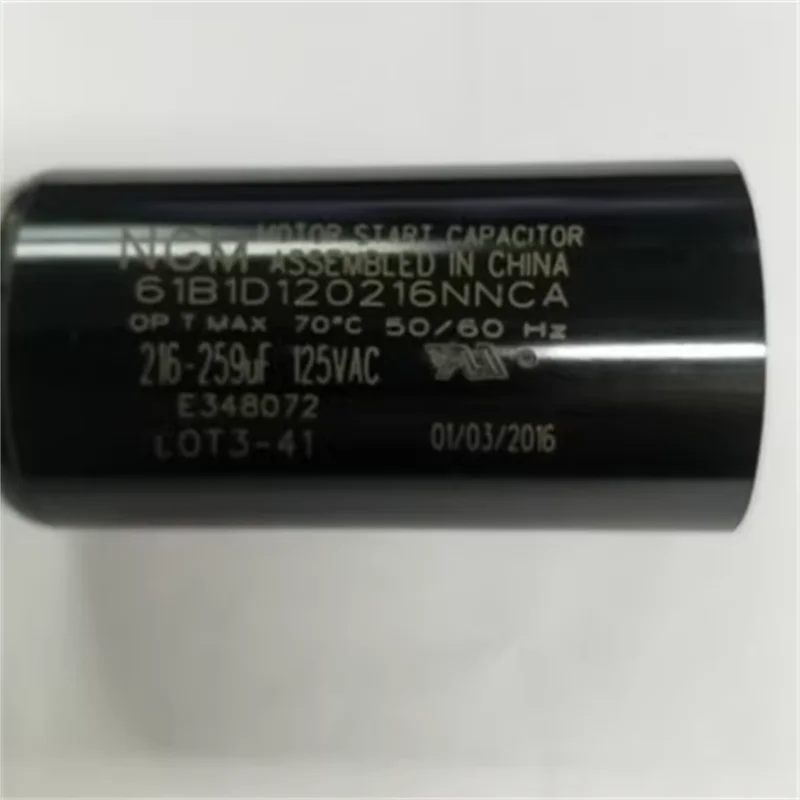 NCM MOTOR START CAPACITOR
ASSEMBLED IN CHINA
61B1D120216NNCA
OP T MAX 70°C 50/60 Hz
216-259uF 125VAC
E348072
LOT3-41 01/03/2016